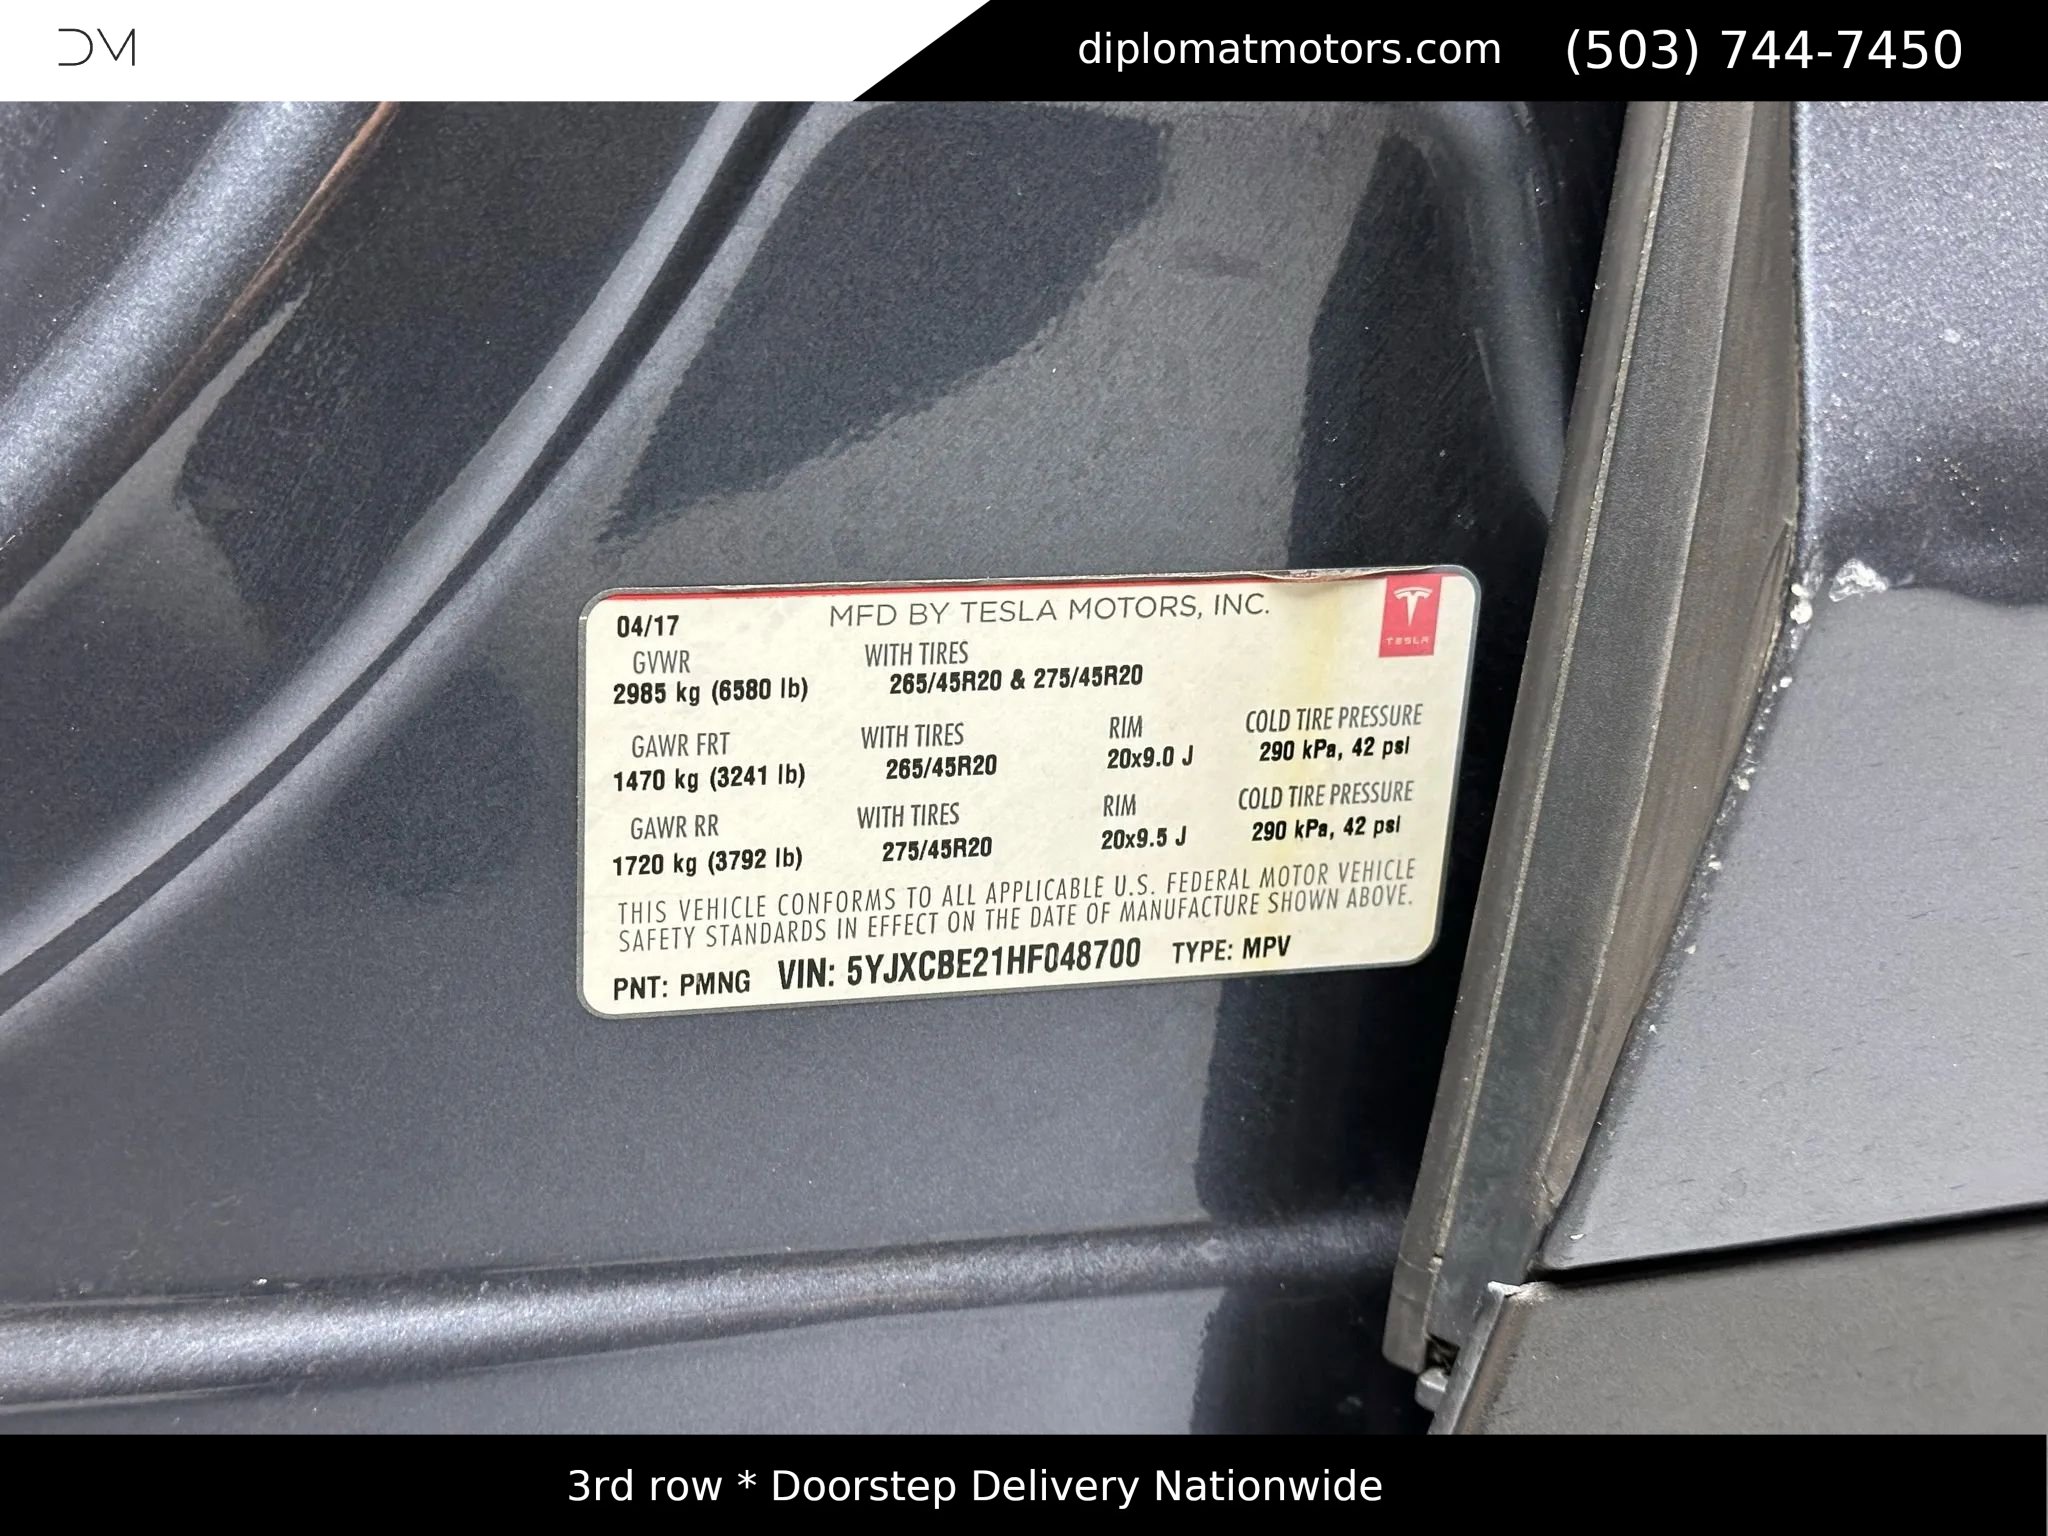 DM
diplomatmotors.com (503) 744-7450
04/17 MFD BY TESLA MOTORS, INC.
TESLA
GVWR WITH TIRES
2985 kg (6580 lb) 265/45R20 & 275/45R20
GAWR FRT WITH TIRES RIM COLD TIRE PRESSURE
1470 kg (3241 lb) 265/45R20 20x9.0 J 290 kPa, 42 psi
GAWR RR WITH TIRES RIM COLD TIRE PRESSURE
1720 kg (3792 lb) 275/45R20 20x9.5 J 290 kPa, 42 psi
THIS VEHICLE CONFORMS TO ALL APPLICABLE U.S. FEDERAL MOTOR VEHICLE
SAFETY STANDARDS IN EFFECT ON THE DATE OF MANUFACTURE SHOWN ABOVE.
PNT: PMNG VIN: 5YJXCBE21HF048700 TYPE: MPV
3rd row * Doorstep Delivery Nationwide